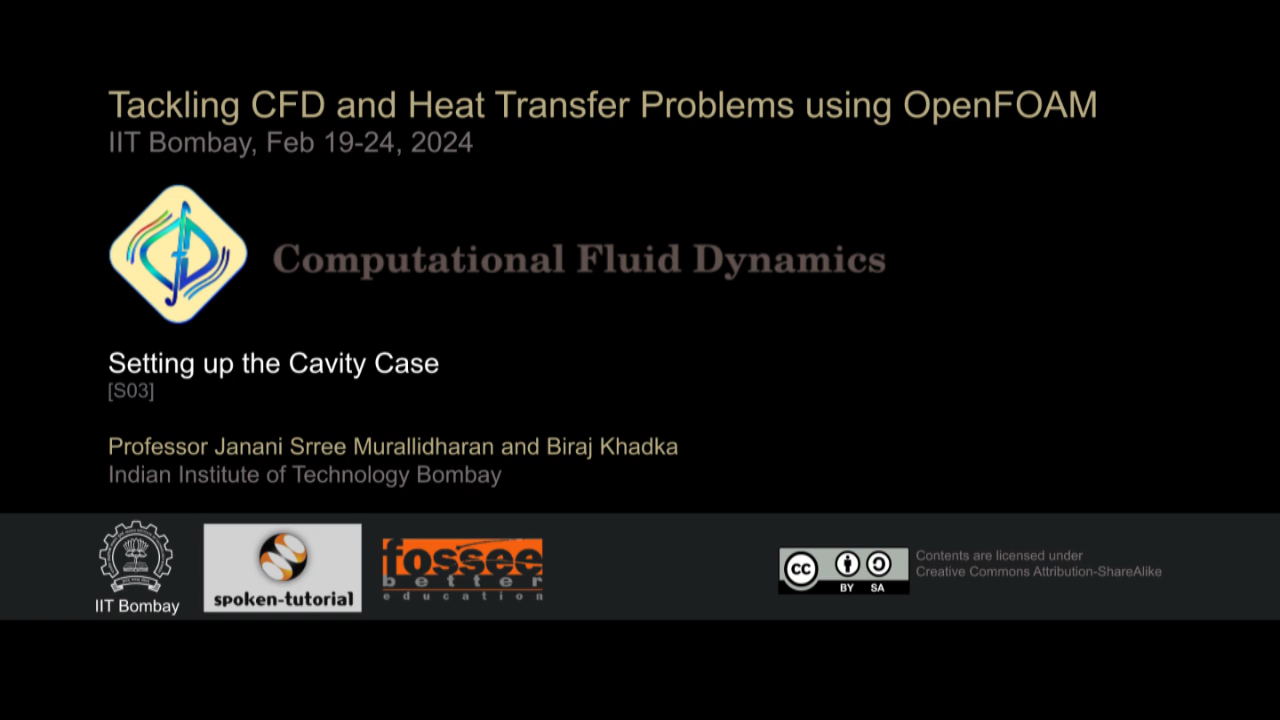 Tackling CFD and Heat Transfer Problems using OpenFOAM
IIT Bombay, Feb 19-24, 2024
Computational Fluid Dynamics
Setting up the Cavity Case
[S03]
Professor Janani Srree Murallidharan and Biraj Khadka
Indian Institute of Technology Bombay
IIT Bombay
spoken-tutorial
fossee
better
education
cc
BY SA
Contents are licensed under
Creative Commons Attribution-ShareAlike